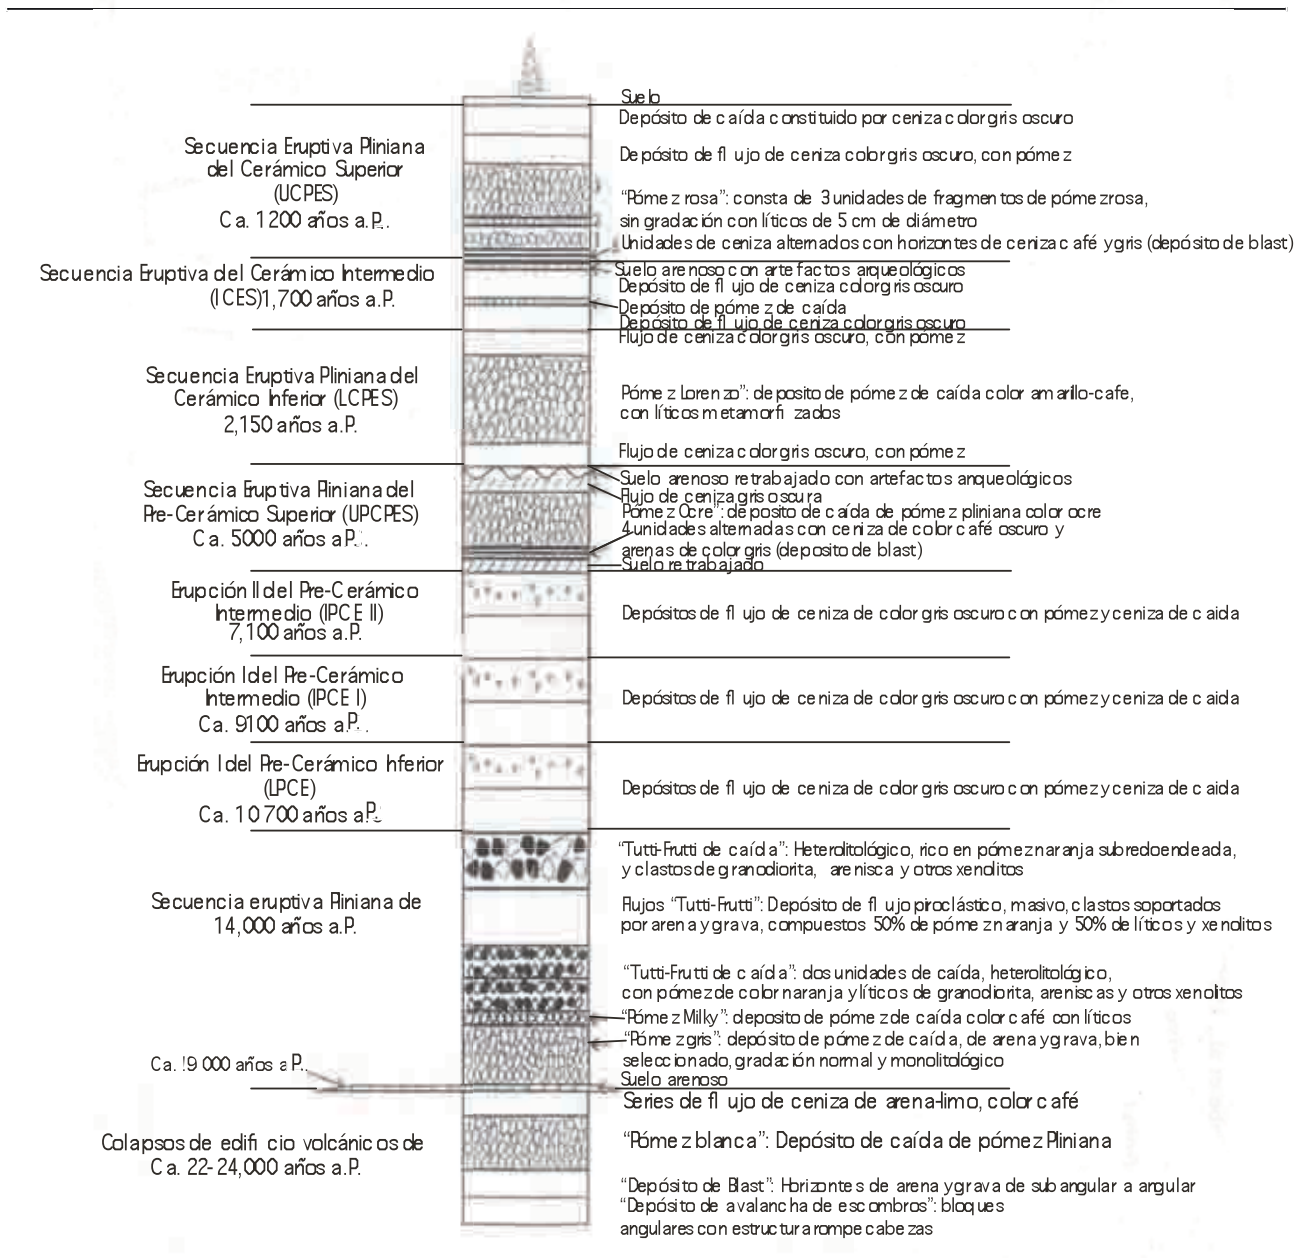 Suelo
Depósito de caída constituido por ceniza color gris oscuro
Secuencia Eruptiva Pliniana
del Cerámico Superior
(UCPES)
Ca. 1200 años a.P.
Depósito de flujo de ceniza color gris oscuro, con pómez
“Pómez rosa”: consta de 3 unidades de fragmentos de pómez rosa,
sin gradación con líticos de 5 cm de diámetro
Unidades de ceniza alternados con horizontes de ceniza café y gris (depósito de blast)
Secuencia Eruptiva del Cerámico Intermedio
(ICES)1,700 años a.P.
Suelo arenoso con artefactos arqueológicos
Depósito de flujo de ceniza color gris oscuro
Depósito de pómez de caída
Depósito de flujo de ceniza color gris oscuro
Flujo de ceniza color gris oscuro, con pómez
Secuencia Eruptiva Pliniana del
Cerámico Inferior (LCPES)
2,150 años a.P.
Pómez Lorenzo”: deposito de pómez de caída color amarillo-cafe,
con líticos metamorfizados
Flujo de ceniza color gris oscuro, con pómez
Secuencia Eruptiva Pliniana del
Pre-Cerámico Superior (UPCPES)
Ca. 5000 años a.P.
Suelo arenoso retrabajado con artefactos arqueológicos
Flujo de ceniza gris oscura
Pómez Ocre”: deposito de caída de pómez pliniana color ocre
4 unidades alternadas con ceniza de color café oscuro y
arenas de color gris (deposito de blast)
Suelo retrabajado
Erupción II del Pre-Cerámico
Intermedio (IPCE II)
7,100 años a.P.
Depósitos de flujo de ceniza de color gris oscuro con pómez y ceniza de caida
Erupción I del Pre-Cerámico
Intermedio (IPCE I)
Ca. 9100 años a.P.
Depósitos de flujo de ceniza de color gris oscuro con pómez y ceniza de caida
Erupción I del Pre-Cerámico Inferior
(LPCE)
Ca. 10 700 años a.P.
Depósitos de flujo de ceniza de color gris oscuro con pómez y ceniza de caida
Secuencia eruptiva Pliniana de
14,000 años a.P.
“Tutti-Frutti de caída”: Heterolitológico, rico en pómez naranja subredoendeada,
y clastos de granodiorita, arenisca y otros xenolitos
Flujos “Tutti-Frutti”: Depósito de flujo piroclástico, masivo, clastos soportados
por arena y grava, compuestos 50% de pómez naranja y 50% de líticos y xenolitos
“Tutti-Frutti de caída”: dos unidades de caída, heterolitológico,
con pómez de color naranja y líticos de granodiorita, areniscas y otros xenolitos
“Pómez Milky”: deposito de pómez de caída color café con líticos
“Pómez gris”: depósito de pómez de caída, de arena y grava, bien
seleccionado, gradación normal y monolitológico
Ca. 19 000 años a P.
Suelo arenoso
Series de flujo de ceniza de arena-limo, color café
Colapsos de edificio volcánicos de
Ca. 22-24,000 años a.P.
“Pómez blanca”: Depósito de caída de pómez Pliniana
“Depósito de Blast”: Horizontes de arena y grava de subangular a angular
“Depósito de avalancha de escombros”: bloques
angulares con estructura rompecabezas